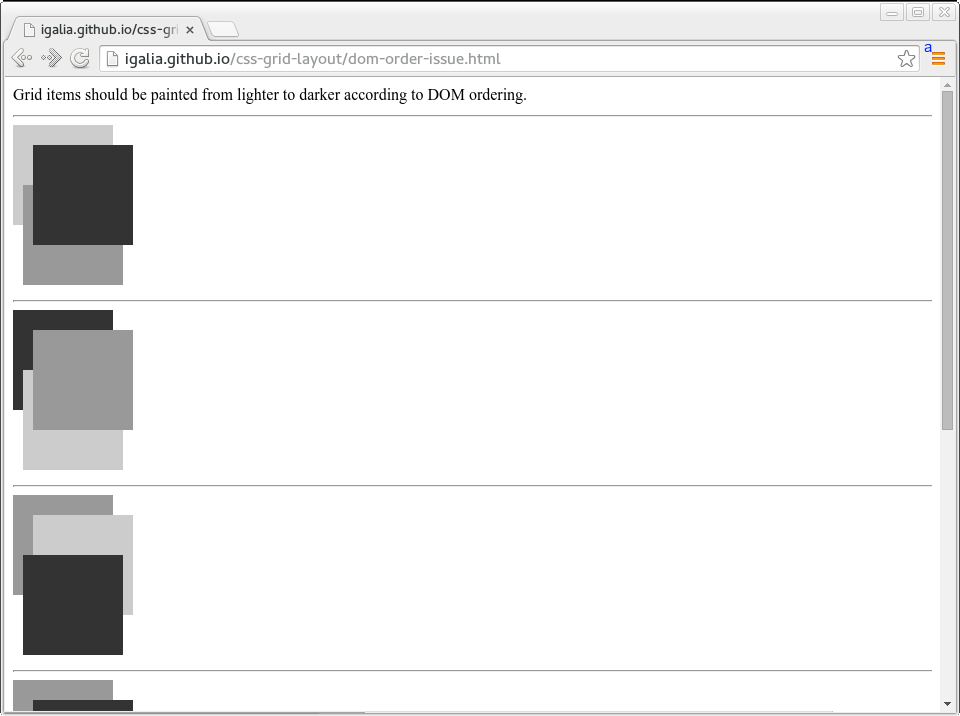 igalia.github.io/css-gri
igalia.github.io/css-grid-layout/dom-order-issue.html
a
Grid items should be painted from lighter to darker according to DOM ordering.